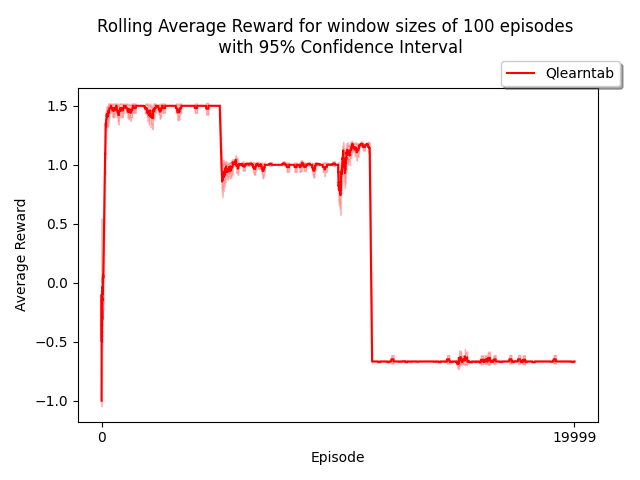 Rolling Average Reward for window sizes of 100 episodes
with 95% Confidence Interval
Qlearntab
1.5
1.0
0.5
0.0
−0.5
−1.0
Average Reward
0
19999
Episode